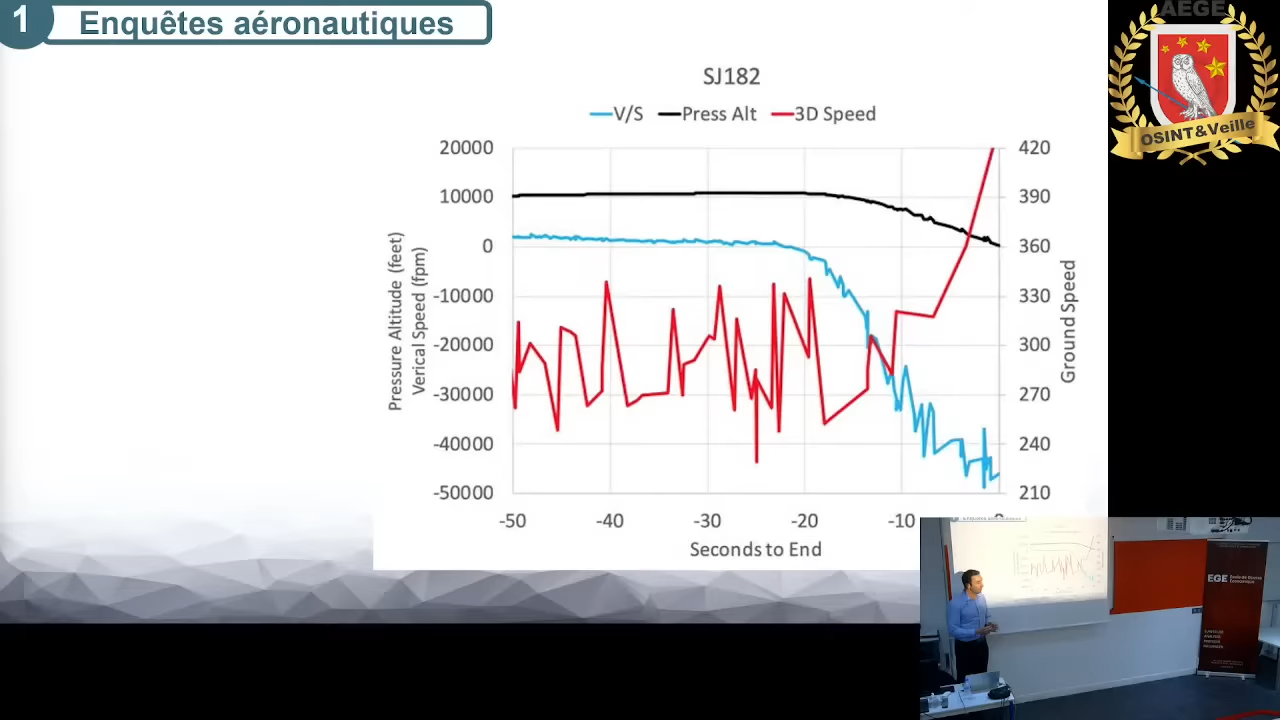 1 Enquêtes aéronautiques
AEGE
OSINT&Veille
SJ182
V/S Press Alt 3D Speed
20000
10000
0
-10000
-20000
-30000
-40000
-50000
Pressure Altitude (feet)
Verical Speed (fpm)
420
390
360
330
300
270
240
210
Ground Speed
-50 -40 -30 -20 -10
Seconds to End
EGE